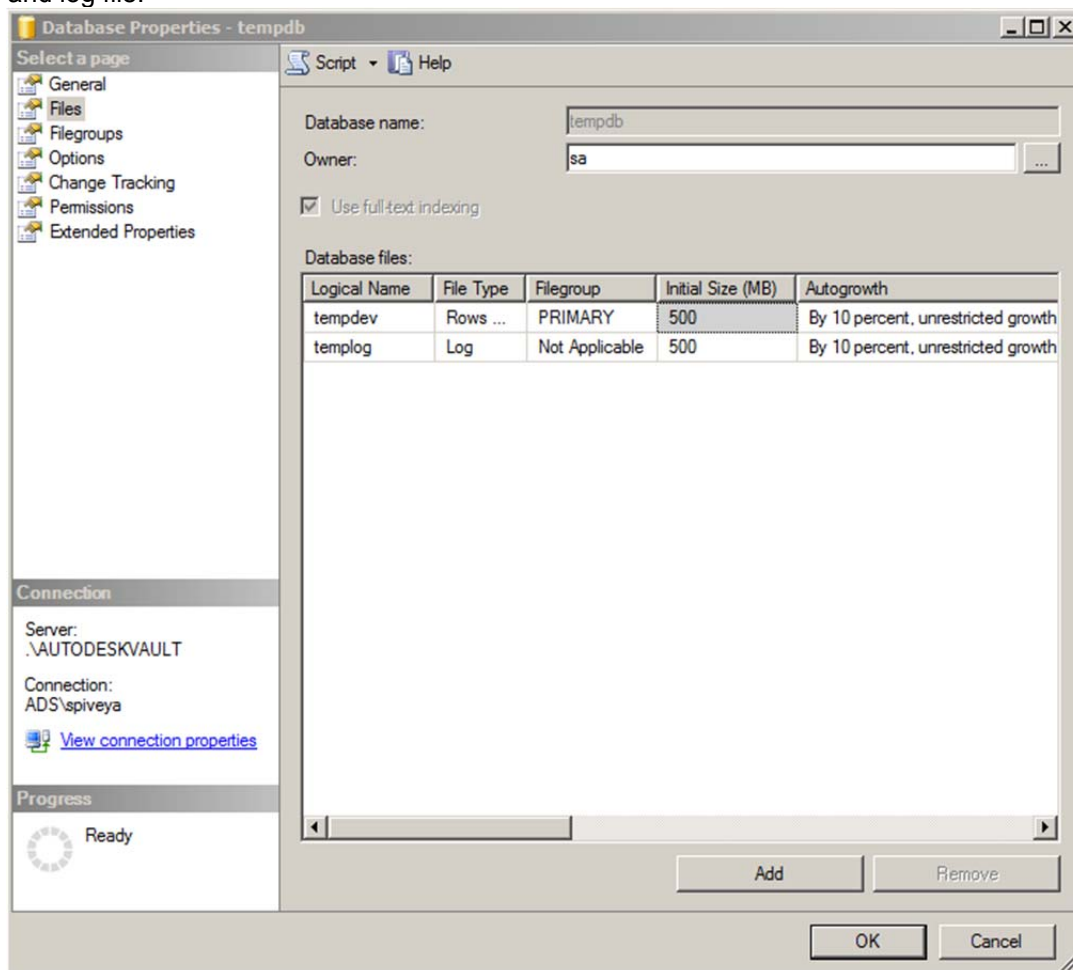 and log file.
Database Properties - tempdb
Select a page
General
Files
Filegroups
Options
Change Tracking
Permissions
Extended Properties
Script Help
Database name: tempdb
Owner: sa ...
Use full-text indexing
Database files:
Logical Name File Type Filegroup Initial Size (MB) Autogrowth
tempdev Rows ... PRIMARY 500 By 10 percent, unrestricted growth
templog Log Not Applicable 500 By 10 percent, unrestricted growth
Connection
Server:
.\AUTODESKVAULT
Connection:
ADS\spiveya
View connection properties
Progress
Ready
Add Remove
OK Cancel